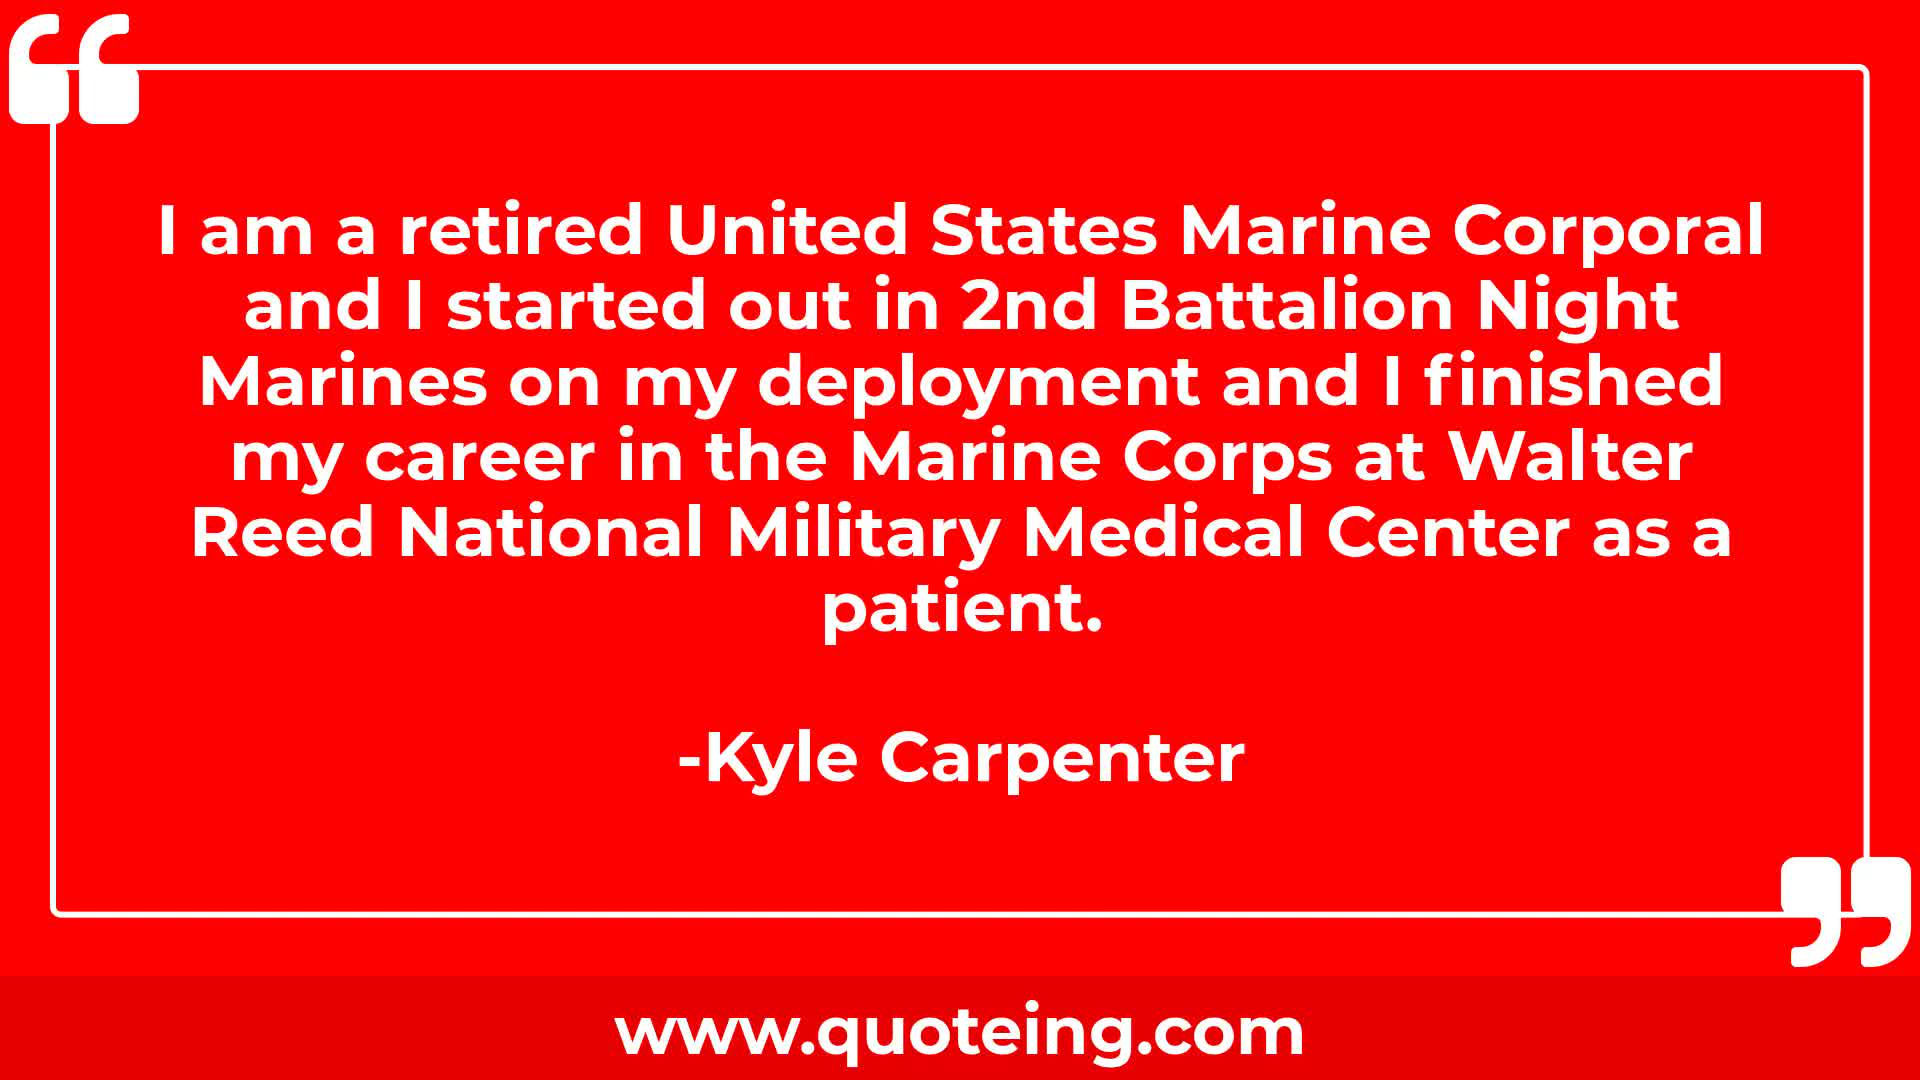 I am a retired United States Marine Corporal
and I started out in 2nd Battalion Night
Marines on my deployment and I finished
my career in the Marine Corps at Walter
Reed National Military Medical Center as a
patient.
-Kyle Carpenter
www.quoteing.com